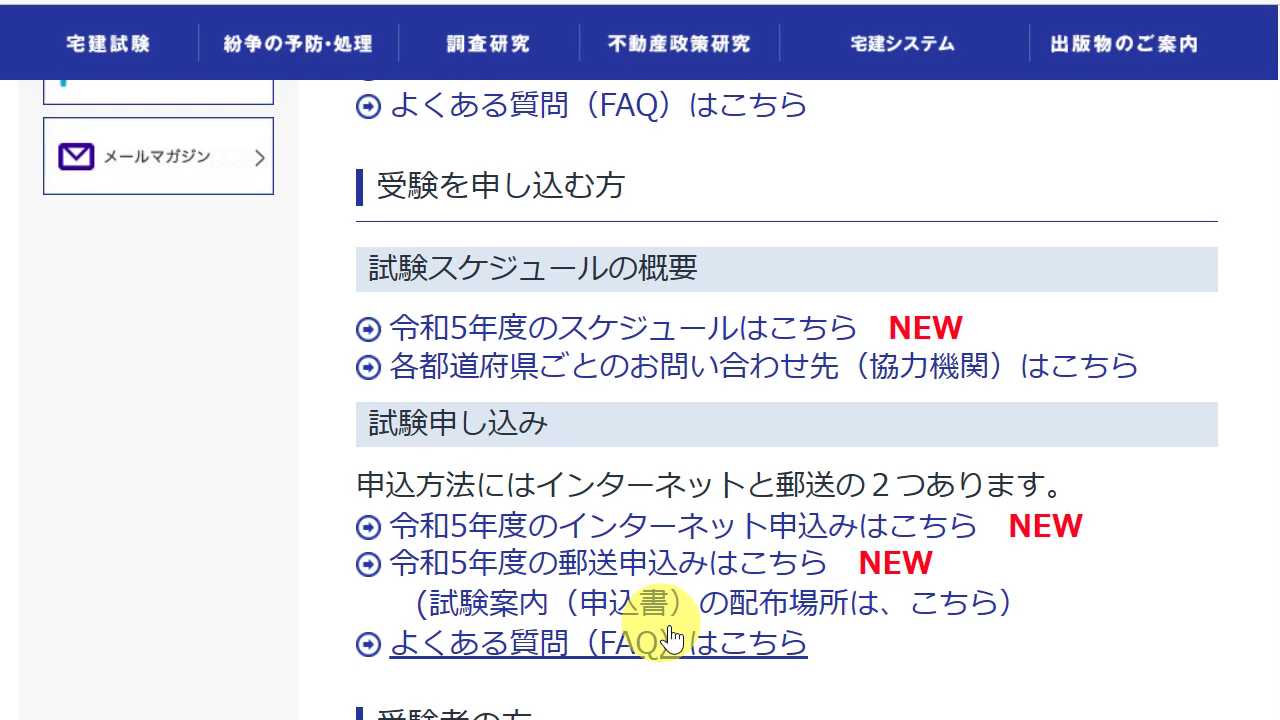 宅建試験 紛争の予防・処理 調査研究 不動産政策研究 宅建システム 出版物のご案内
メールマガジン
よくある質問（FAQ）はこちら
受験を申し込む方
試験スケジュールの概要
令和5年度のスケジュールはこちら NEW
各都道府県ごとのお問い合わせ先（協力機関）はこちら
試験申し込み
申込方法にはインターネットと郵送の２つあります。
令和5年度のインターネット申込みはこちら NEW
令和5年度の郵送申込みはこちら NEW
(試験案内（申込書）の配布場所は、こちら）
よくある質問（FAQ）はこちら
受験者の方